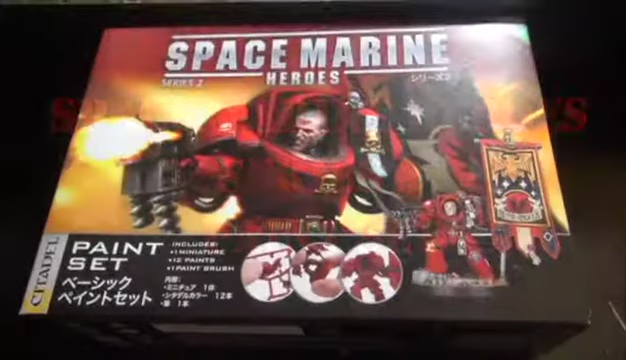 SPACE MARINE
HEROES
SERIES 2
シリーズ2
CITADEL
PAINT
SET
ベーシック
ペイントセット
INCLUDES:
•1 MINIATURE
•12 PAINTS
•1 PAINT BRUSH
内容:
•ミニチュア 1体
•シタデルカラー 12本
•筆 1本